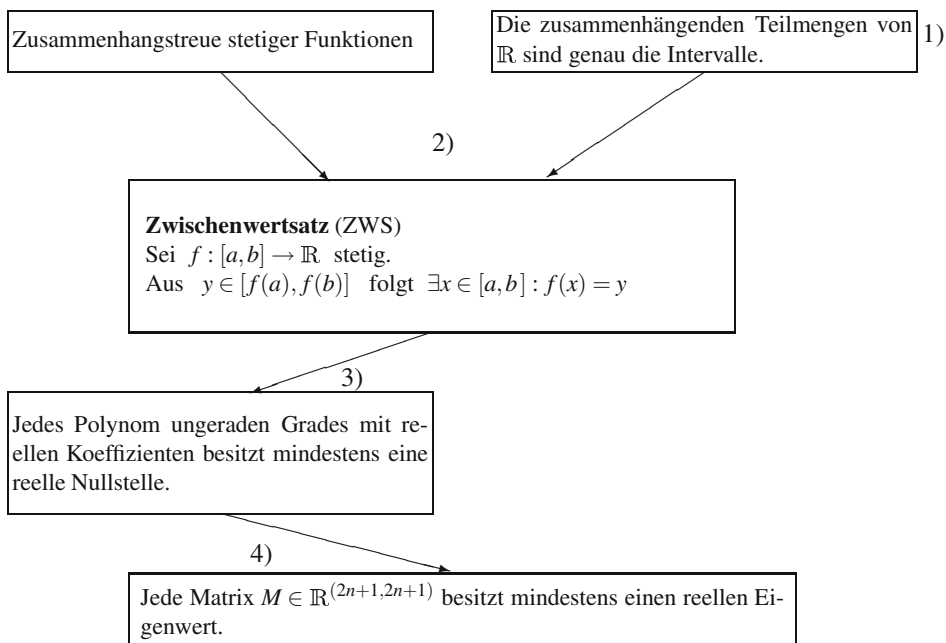 Zusammenhangstreue stetiger Funktionen
Die zusammenhängenden Teilmengen von
ℝ sind genau die Intervalle.
1)
2)
Zwischenwertsatz (ZWS)
Sei f : [a,b] → ℝ stetig.
Aus y ∈ [f(a), f(b)] folgt ∃x ∈ [a,b] : f(x) = y
3)
Jedes Polynom ungeraden Grades mit re-
ellen Koeffizienten besitzt mindestens eine
reelle Nullstelle.
4)
Jede Matrix M ∈ ℝ^(2n+1,2n+1) besitzt mindestens einen reellen Ei-
genwert.